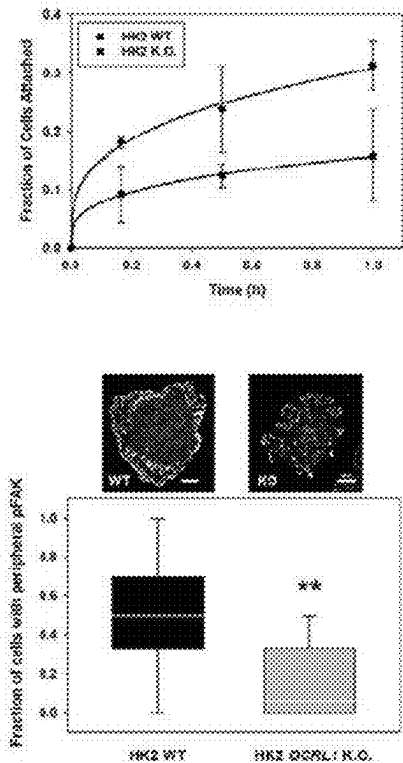 0.4
0.3
0.2
0.1
0.0
Fraction of Cells Attached
HK2 WT
HK2 K.O.
0.0 0.2 0.4 0.6 0.8 1.0
Time (h)
WT
KO
Fraction of cells with peripheral pFAK
1.0
0.8
0.6
0.4
0.2
0.0
**
HK2 WT
HK2 OCRL1 K.O.